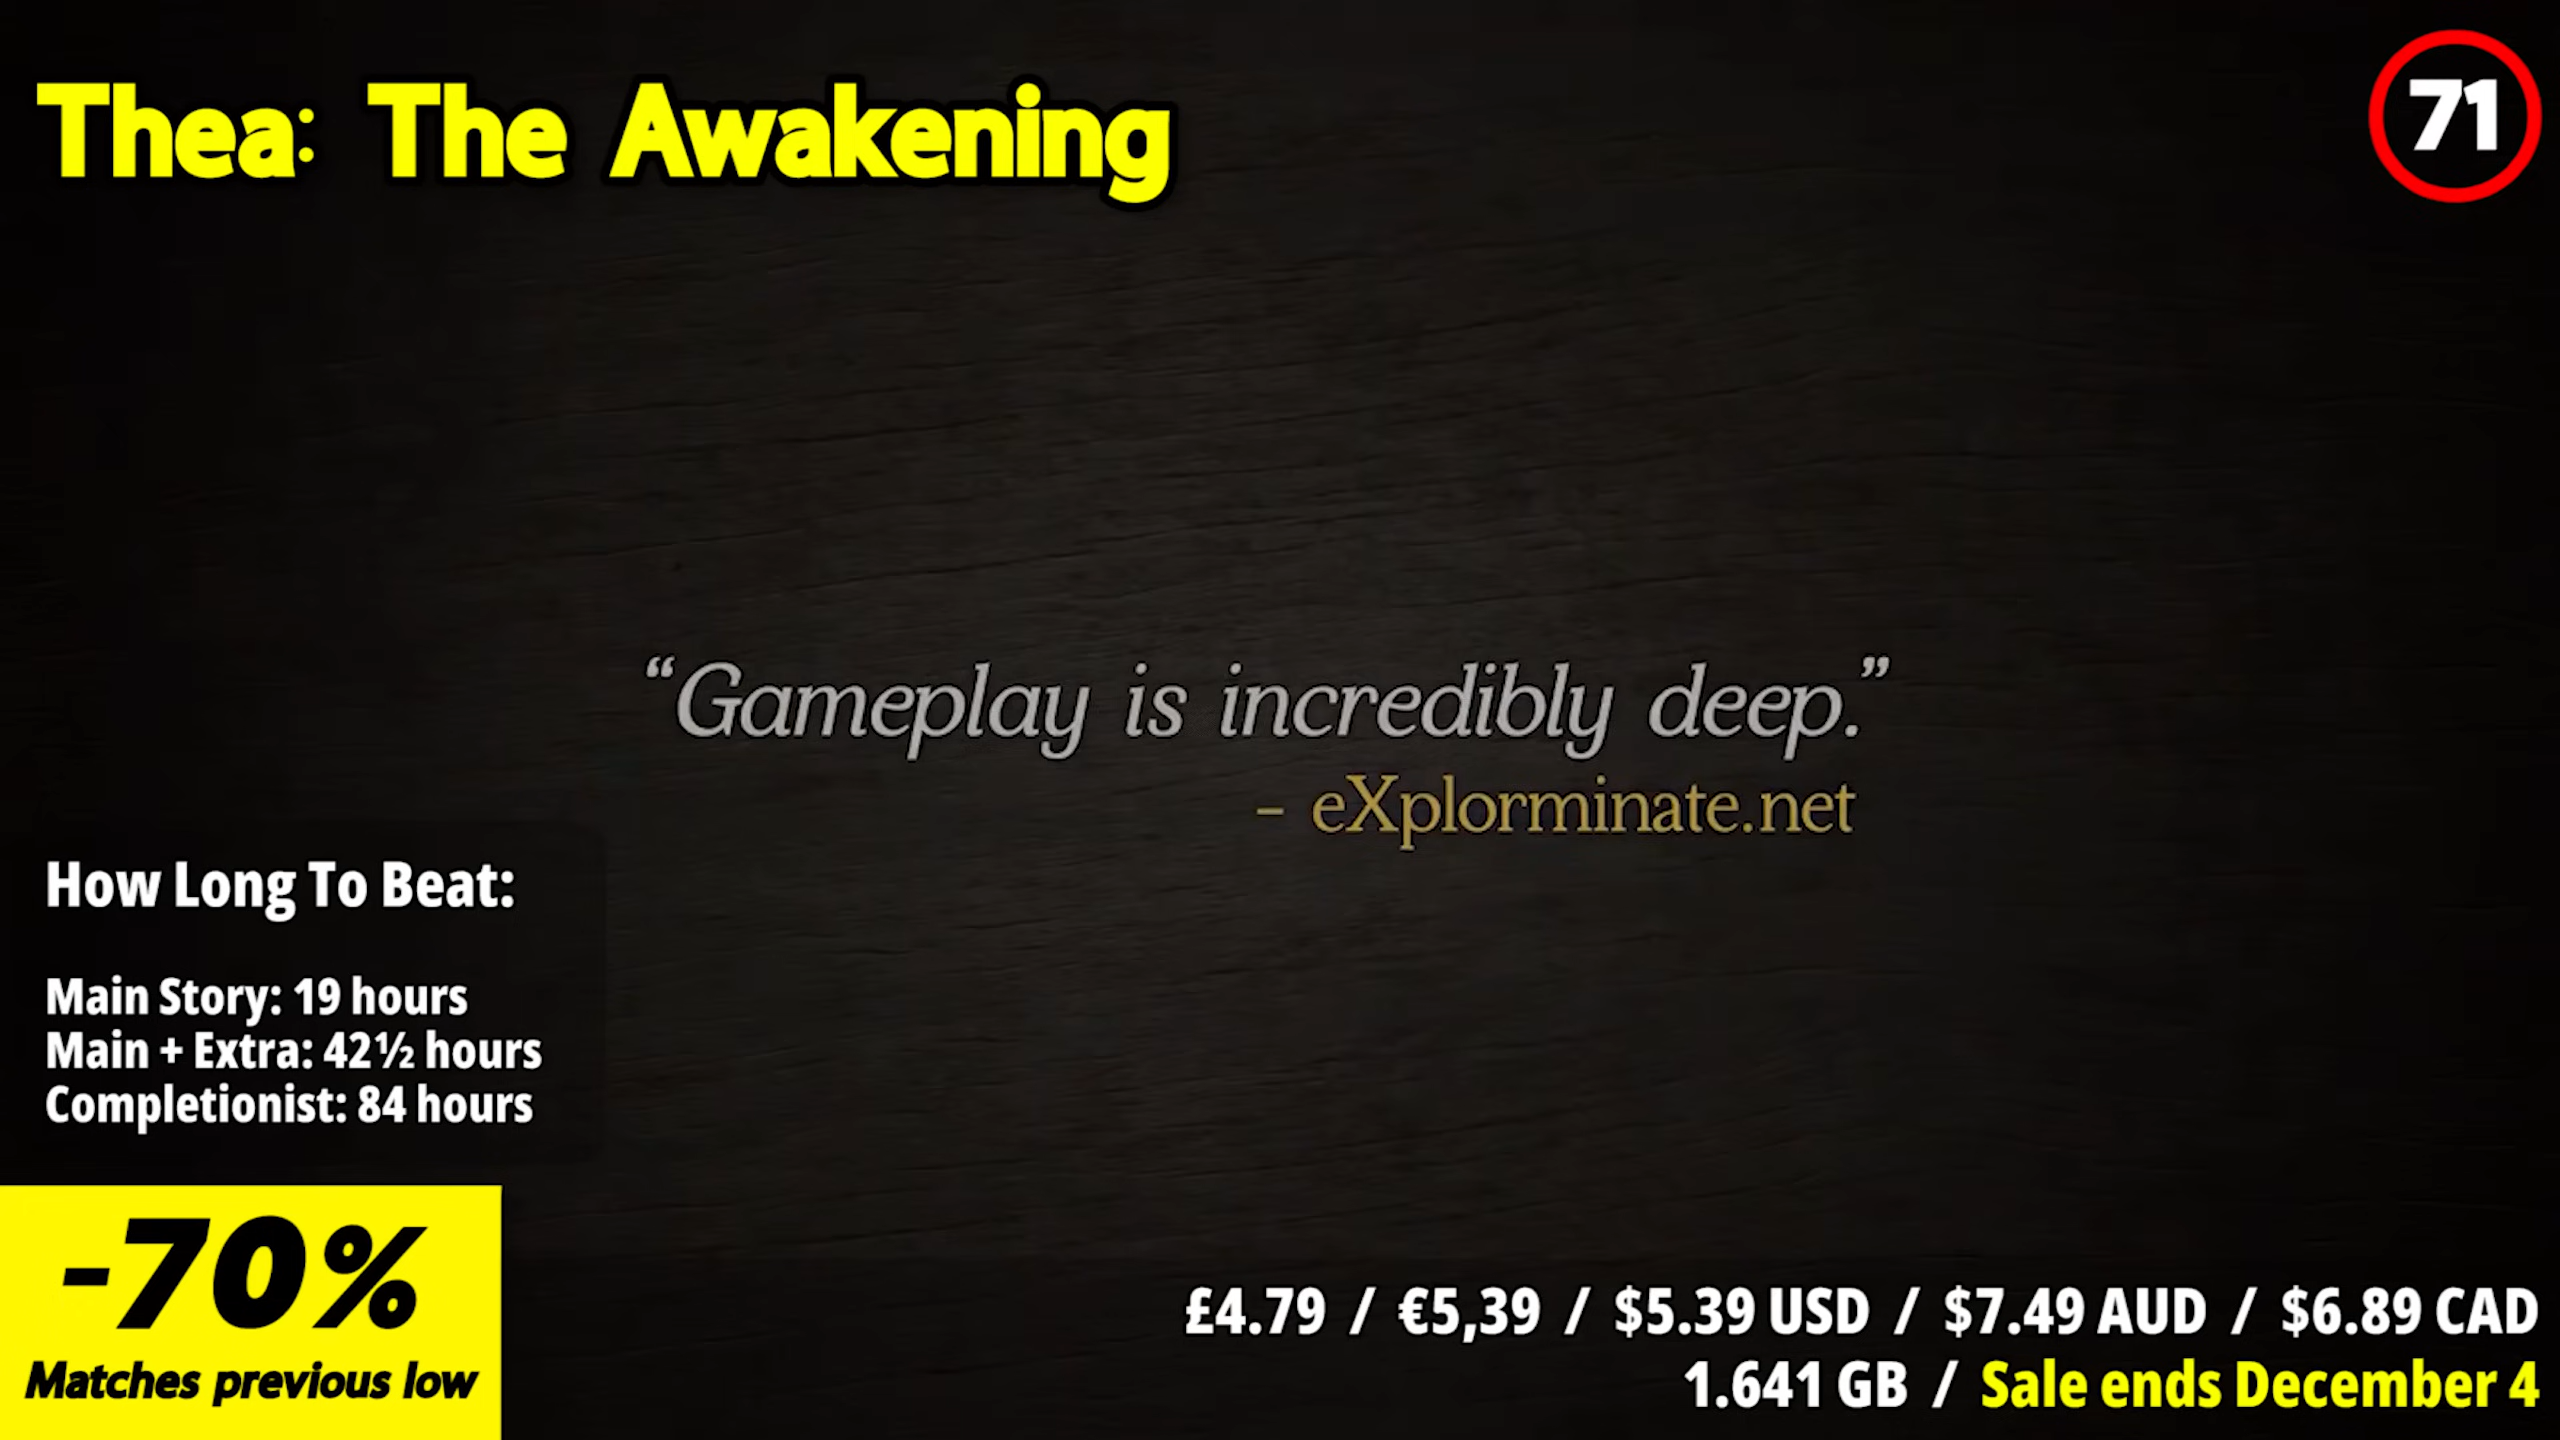 Thea: The Awakening
71
“Gameplay is incredibly deep.”
– eXplorminate.net
How Long To Beat:
Main Story: 19 hours
Main + Extra: 42½ hours
Completionist: 84 hours
-70%
Matches previous low
£4.79 / €5,39 / $5.39 USD / $7.49 AUD / $6.89 CAD
1.641 GB / Sale ends December 4